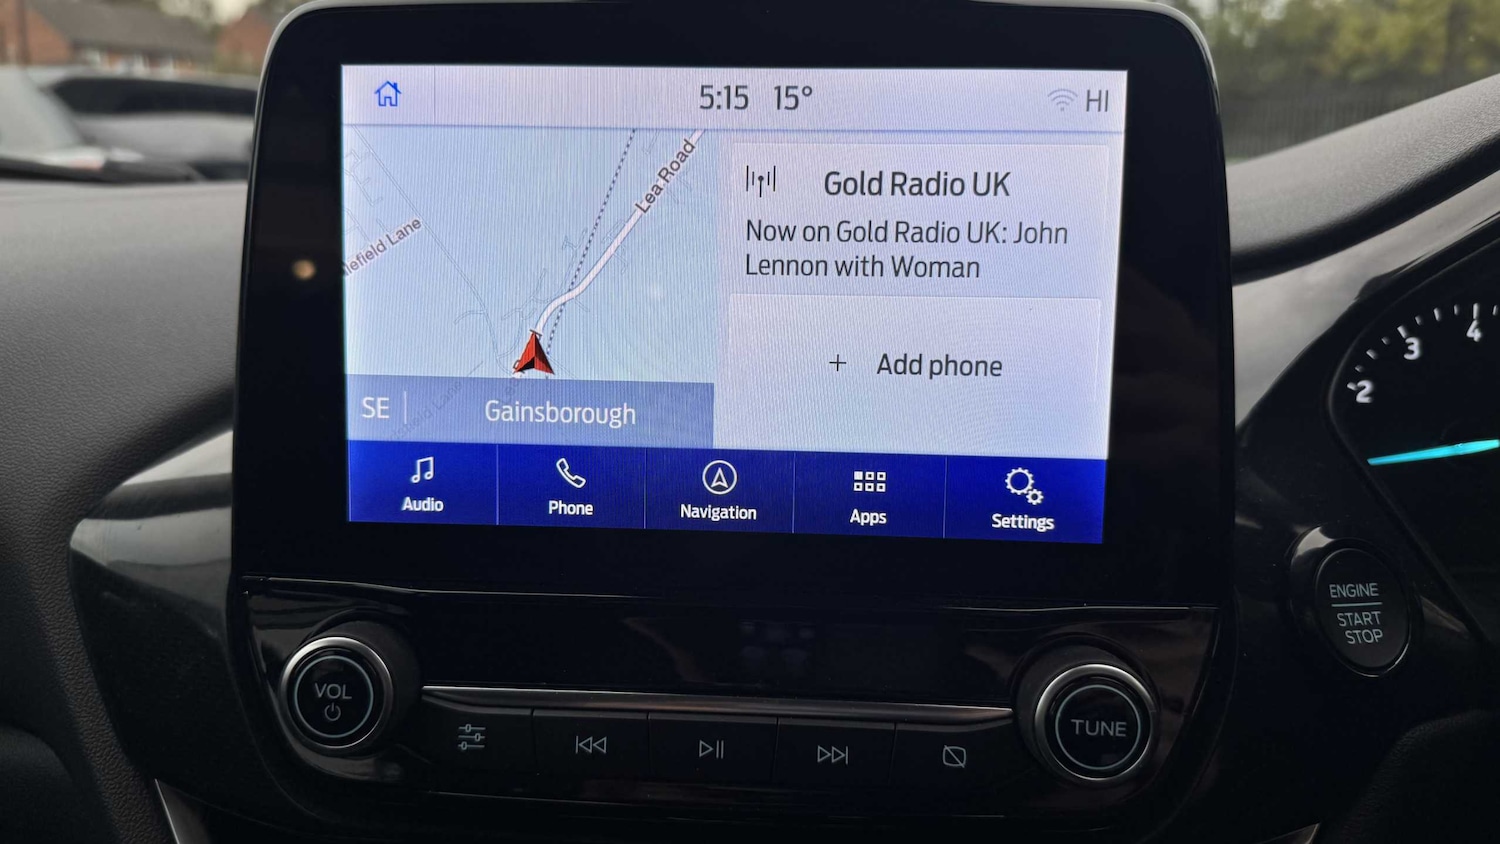 5:15 15° HI
Lea Road
lefield Lane
Gold Radio UK
Now on Gold Radio UK: John
Lennon with Woman
+ Add phone
SE | Gainsborough
Audio
Phone
Navigation
Apps
Settings
2
3
4
ENGINE
START
STOP
VOL
TUNE